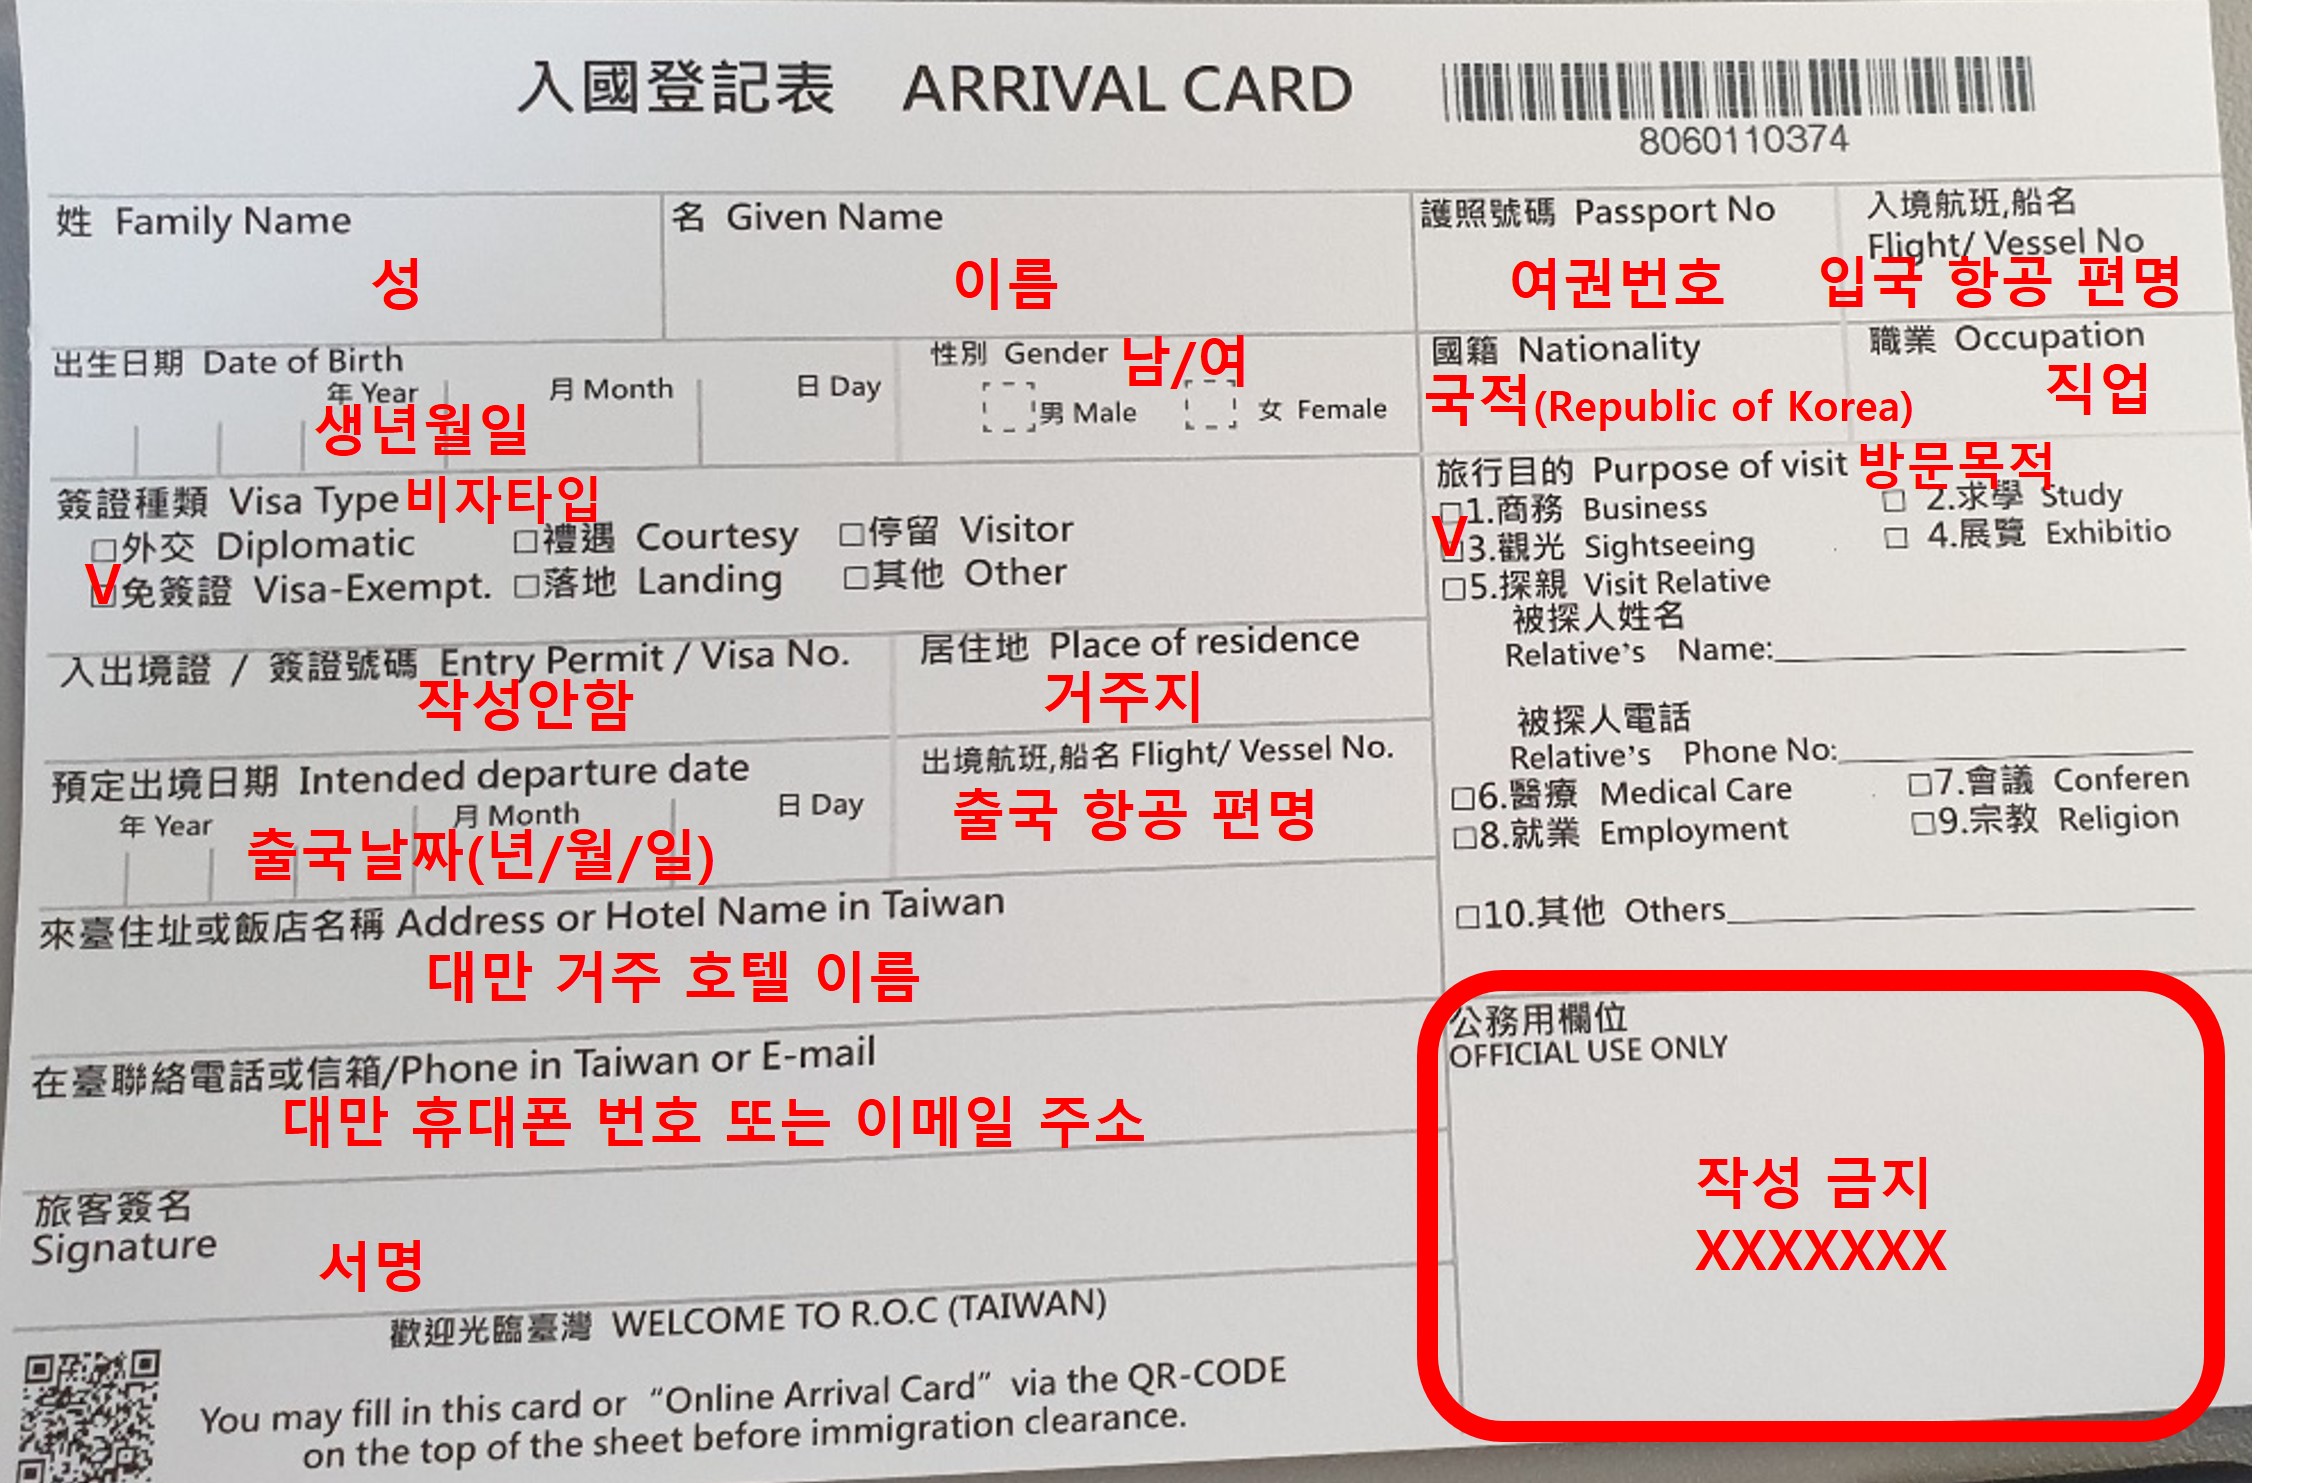 入國登記表 ARRIVAL CARD
8060110374
姓 Family Name
성
名 Given Name
이름
護照號碼 Passport No
여권번호
入境航班,船名
Flight/ Vessel No
입국 항공 편명
出生日期 Date of Birth
年 Year 月 Month 日 Day
생년월일
性別 Gender 남/여
男 Male 女 Female
國籍 Nationality
국적(Republic of Korea)
職業 Occupation
직업
簽證種類 Visa Type 비자타입
□外交 Diplomatic □禮遇 Courtesy □停留 Visitor
V □免簽證 Visa-Exempt. □落地 Landing □其他 Other
旅行目的 Purpose of visit 방문목적
□1.商務 Business □ 2.求學 Study
V □3.觀光 Sightseeing □ 4.展覽 Exhibitio
□5.探親 Visit Relative
被探人姓名
Relative's Name:
被探人電話
Relative's Phone No:
□6.醫療 Medical Care □7.會議 Conferen
□8.就業 Employment □9.宗教 Religion
□10.其他 Others
入出境證 / 簽證號碼 Entry Permit / Visa No.
작성안함
居住地 Place of residence
거주지
預定出境日期 Intended departure date
年 Year 月 Month 日 Day
출국날짜(년/월/일)
出境航班,船名 Flight/ Vessel No.
출국 항공 편명
來臺住址或飯店名稱 Address or Hotel Name in Taiwan
대만 거주 호텔 이름
在臺聯絡電話或信箱/Phone in Taiwan or E-mail
대만 휴대폰 번호 또는 이메일 주소
旅客簽名
Signature
서명
公務用欄位
OFFICIAL USE ONLY
작성 금지
XXXXXXX
歡迎光臨臺灣 WELCOME TO R.O.C (TAIWAN)
You may fill in this card or “Online Arrival Card” via the QR-CODE
on the top of the sheet before immigration clearance.